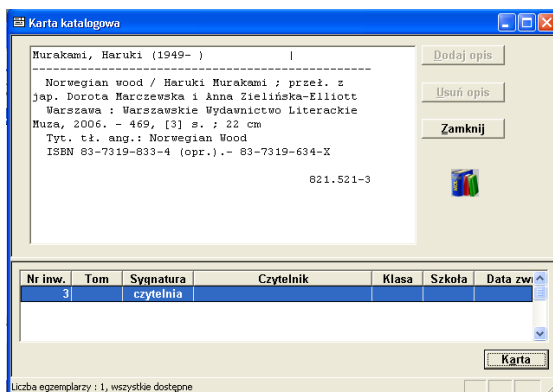 Karta katalogowa
Murakami, Haruki (1949- ) |
--------------------------------------------------
Norwegian wood / Haruki Murakami ; przeł. z
jap. Dorota Marczewska i Anna Zielińska-Elliott
Warszawa : Warszawskie Wydawnictwo Literackie
Muza, 2006. - 469, [3] s. ; 22 cm
Tyt. tł. ang.: Norwegian Wood
ISBN 83-7319-833-4 (opr.).- 83-7319-634-X
821.521-3
Dodaj opis
Usuń opis
Zamknij
Nr inw. Tom Sygnatura Czytelnik Klasa Szkoła Data zwr
3 czytelnia
Karta
Liczba egzemplarzy : 1, wszystkie dostępne